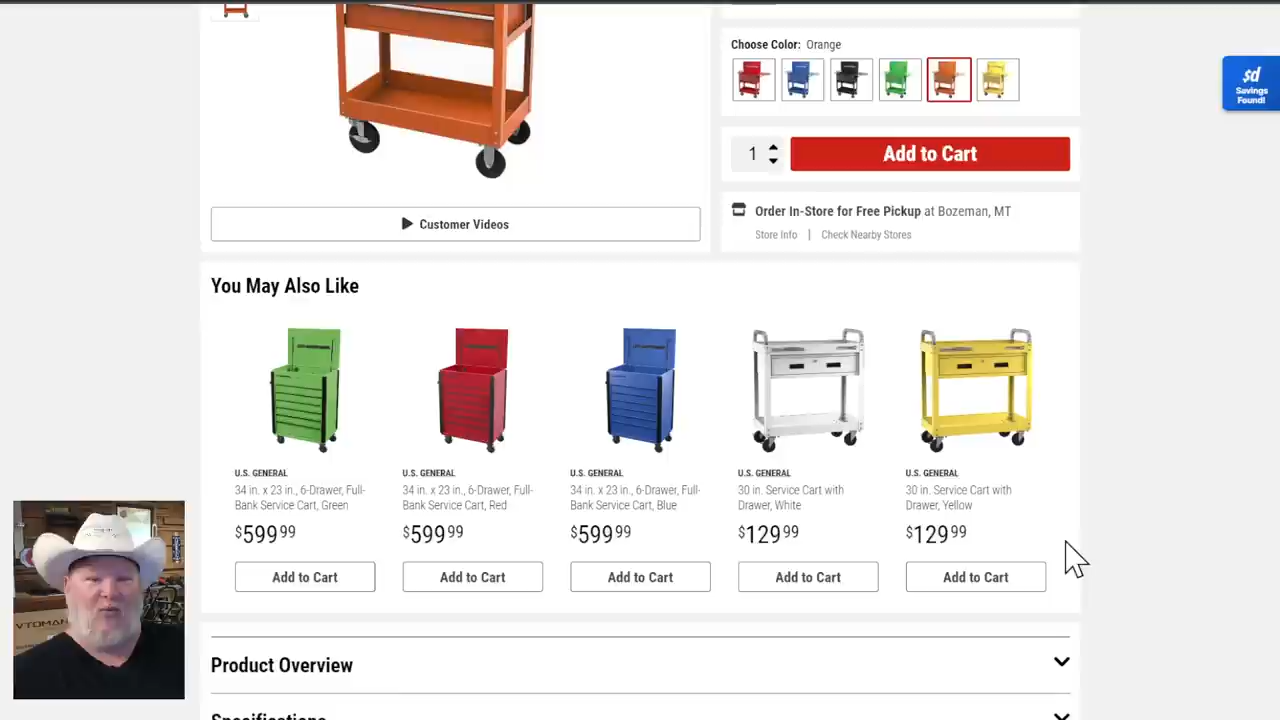 Choose Color: Orange
$d
Savings
Found!
1
Add to Cart
Customer Videos
Order In-Store for Free Pickup at Bozeman, MT
Store Info | Check Nearby Stores
You May Also Like
U.S. GENERAL
34 in. x 23 in., 6-Drawer, Full-
Bank Service Cart, Green
$599 99
Add to Cart
U.S. GENERAL
34 in. x 23 in., 6-Drawer, Full-
Bank Service Cart, Red
$599 99
Add to Cart
U.S. GENERAL
34 in. x 23 in., 6-Drawer, Full-
Bank Service Cart, Blue
$599 99
Add to Cart
U.S. GENERAL
30 in. Service Cart with
Drawer, White
$129 99
Add to Cart
U.S. GENERAL
30 in. Service Cart with
Drawer, Yellow
$129 99
Add to Cart
VTOMAN
Product Overview
Specifications